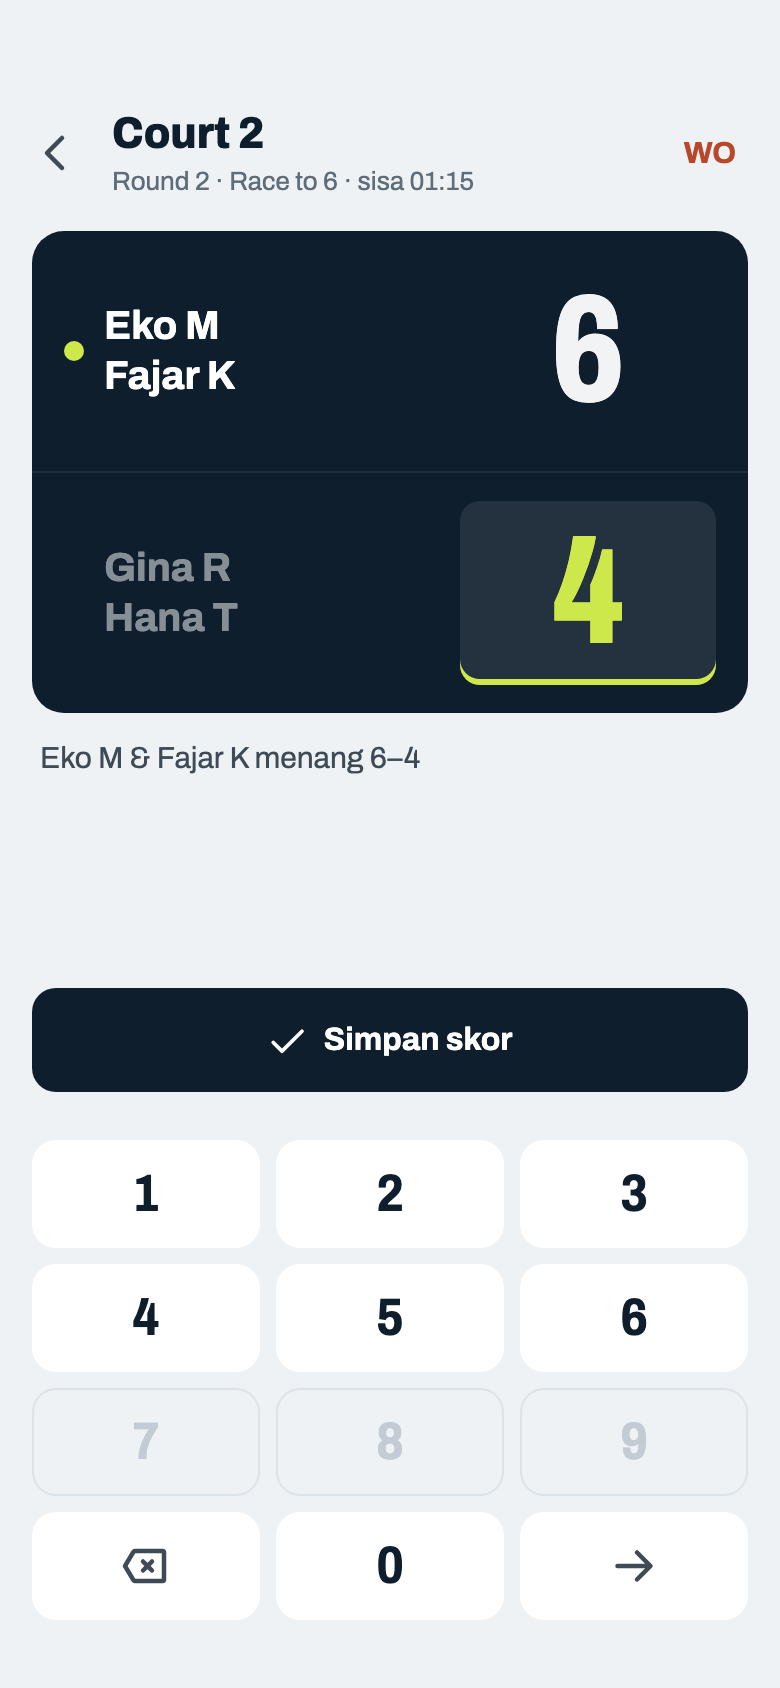 Court 2
WO
Round 2 · Race to 6 · sisa 01:15
Eko M
Fajar K
6
Gina R
Hana T
4
Eko M & Fajar K menang 6–4
Simpan skor
1 2 3
4 5 6
7 8 9
0